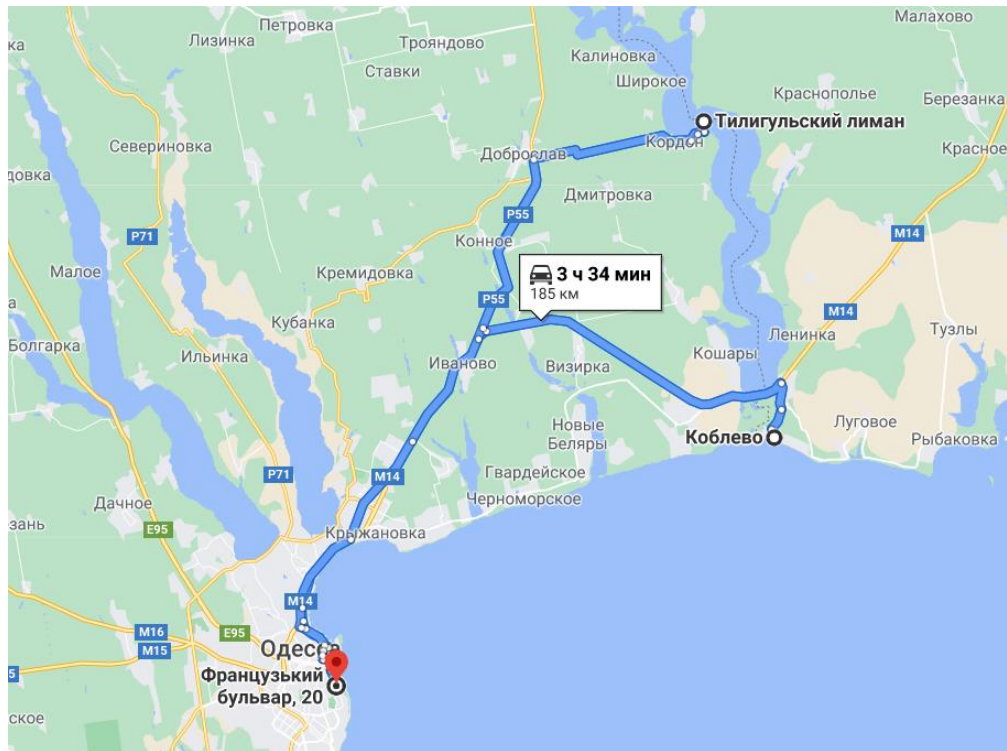 Малахово
Петровка
ка
Лизинка
Трояндово
Калиновка
Ставки
Широкое
Краснополье
Березанка
Тилигульский лиман
Севериновка
Кордон
Доброслав
Красное
довка
Дмитровка
P55
P71
Конное
M14
Малое
Кремидовка
3 ч 34 мин
185 км
P55
M14
Кубанка
Ленинка
Тузлы
Болгарка
Ильинка
Иваново
Визирка
Кошары
Новые
Беляры
Луговое
Коблево
Рыбаковка
Гвардейское
P71
M14
Черноморское
Дачное
зань
E95
Крыжановка
M14
M16
E95
M15
Одесса
5
Французький
бульвар, 20
ское